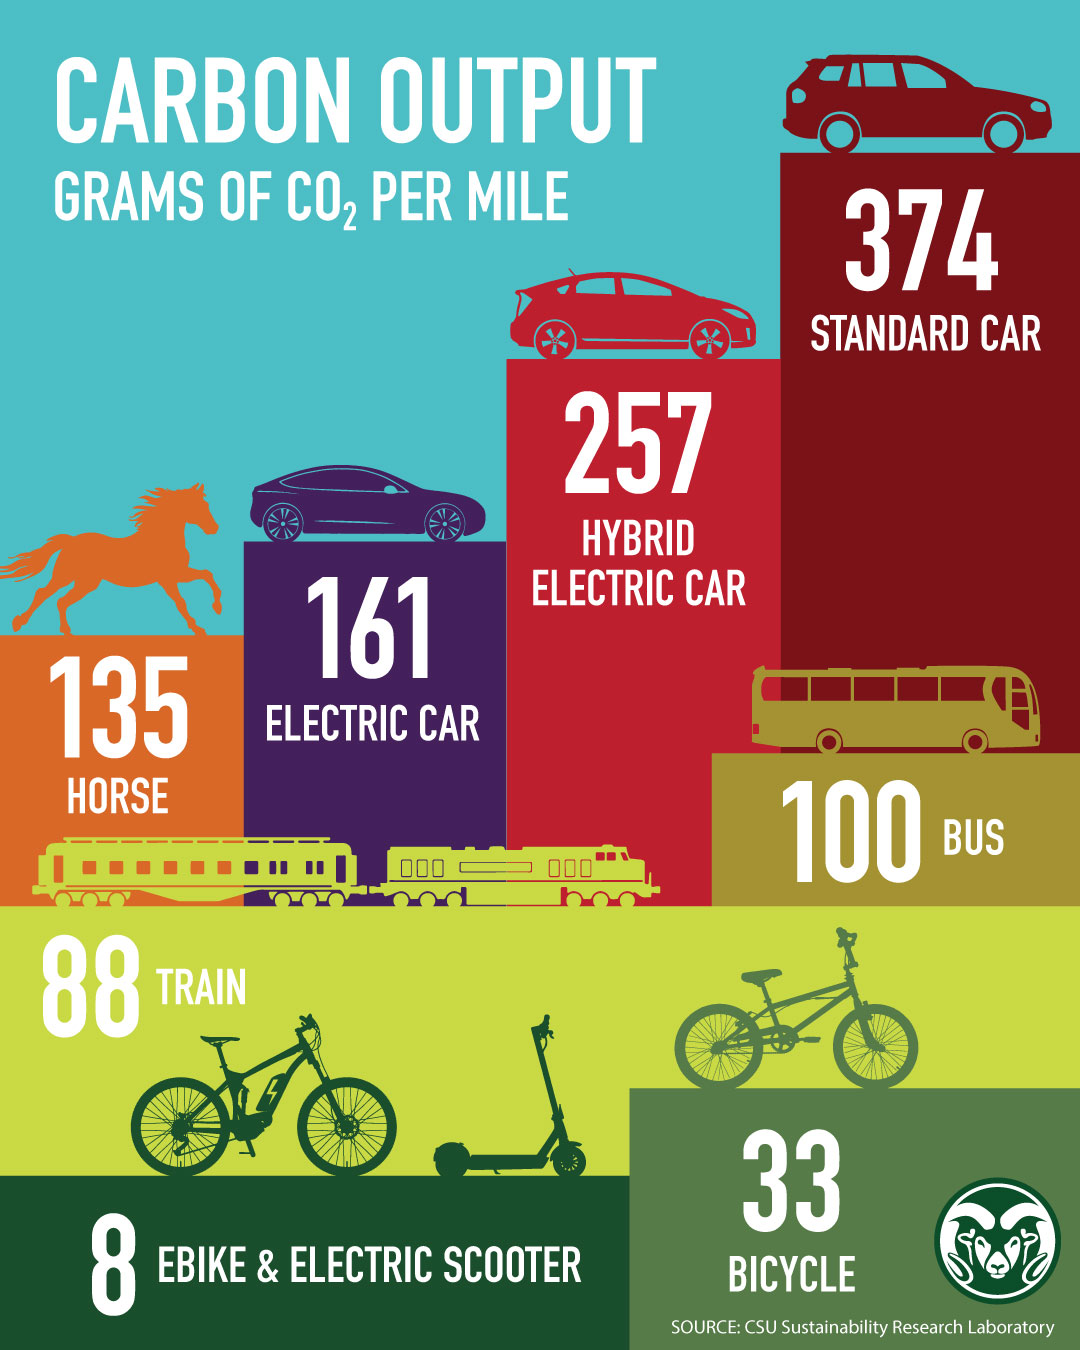 CARBON OUTPUT
GRAMS OF CO₂ PER MILE
374
STANDARD CAR
257
HYBRID
ELECTRIC CAR
161
ELECTRIC CAR
135
HORSE
100 BUS
88 TRAIN
33
BICYCLE
8 EBIKE & ELECTRIC SCOOTER
SOURCE: CSU Sustainability Research Laboratory